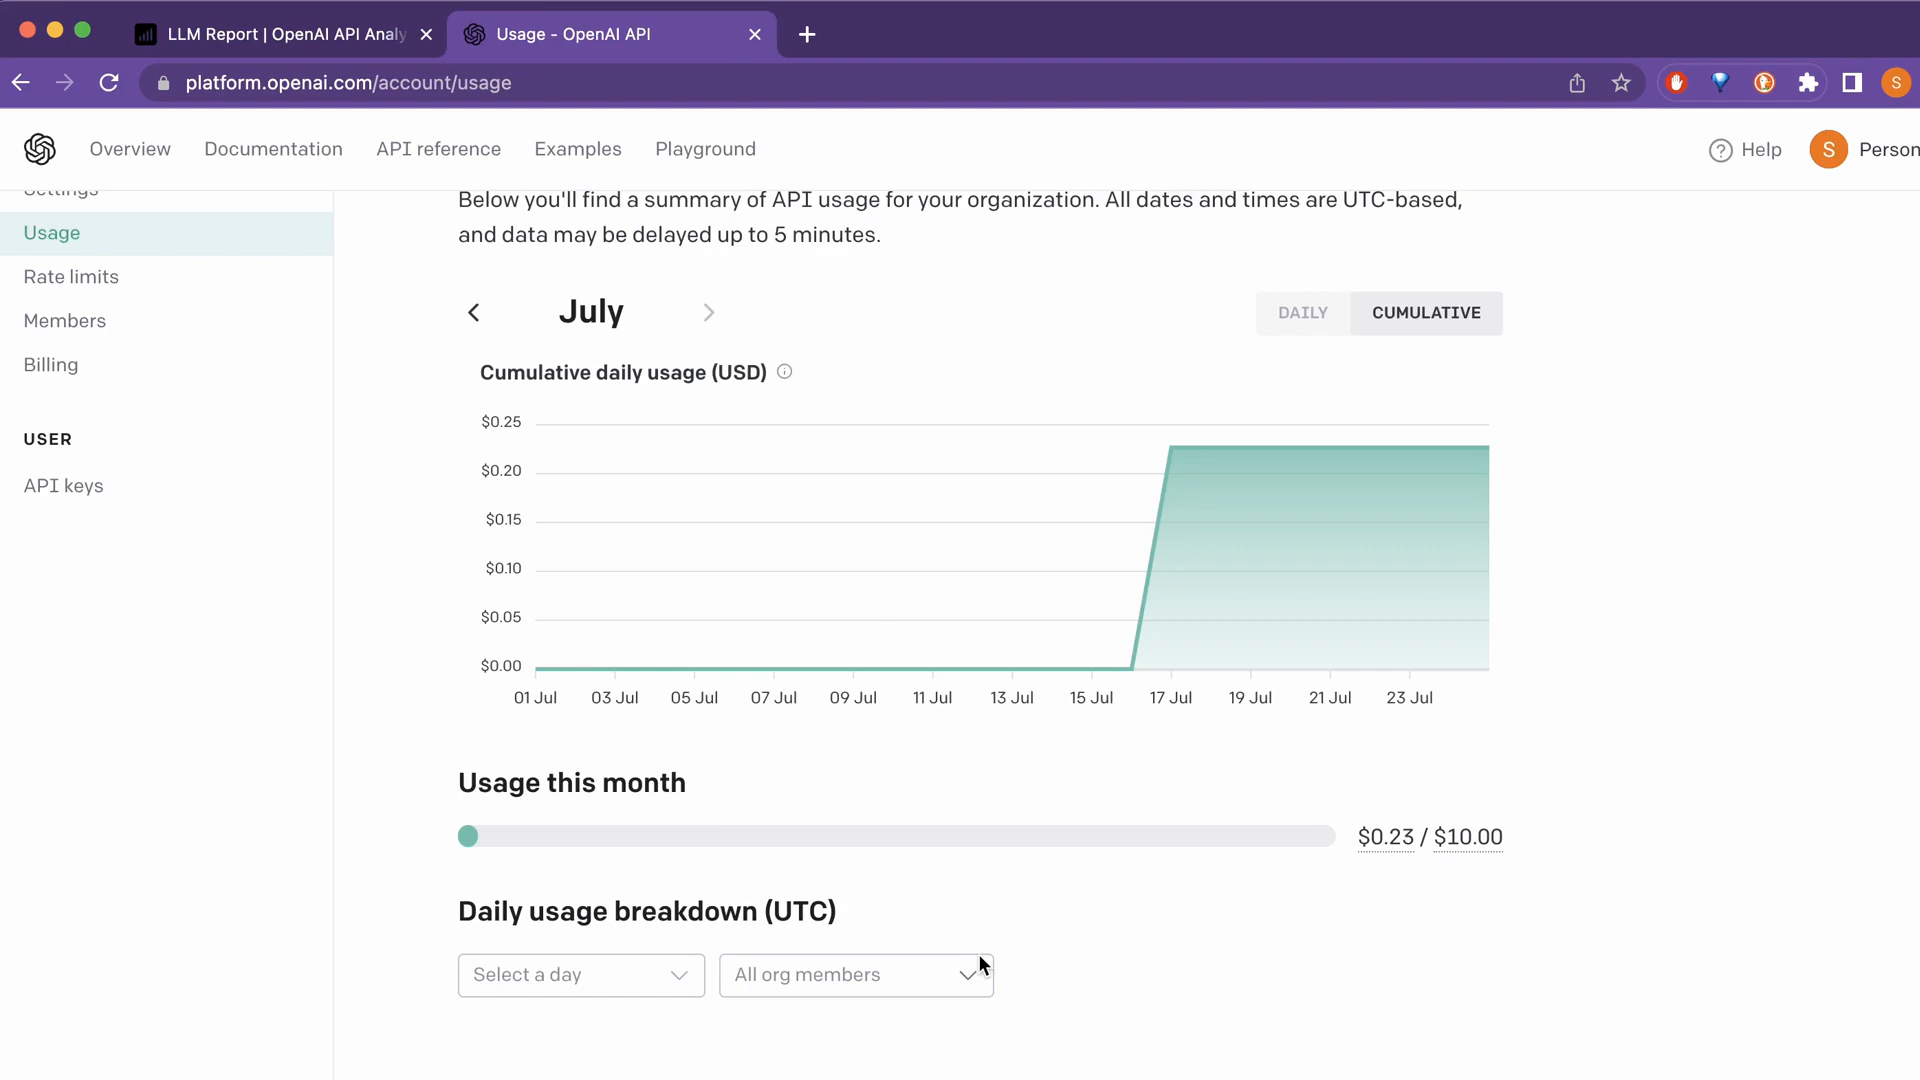 LLM Report | OpenAI API Analy
Usage - OpenAI API
platform.openai.com/account/usage
S
Overview
Documentation
API reference
Examples
Playground
Help
S
Person
Settings
Usage
Rate limits
Members
Billing
USER
API keys
Below you'll find a summary of API usage for your organization. All dates and times are UTC-based,
and data may be delayed up to 5 minutes.
July
DAILY
CUMULATIVE
Cumulative daily usage (USD)
$0.25
$0.20
$0.15
$0.10
$0.05
$0.00
01 Jul
03 Jul
05 Jul
07 Jul
09 Jul
11 Jul
13 Jul
15 Jul
17 Jul
19 Jul
21 Jul
23 Jul
Usage this month
$0.23 / $10.00
Daily usage breakdown (UTC)
Select a day
All org members